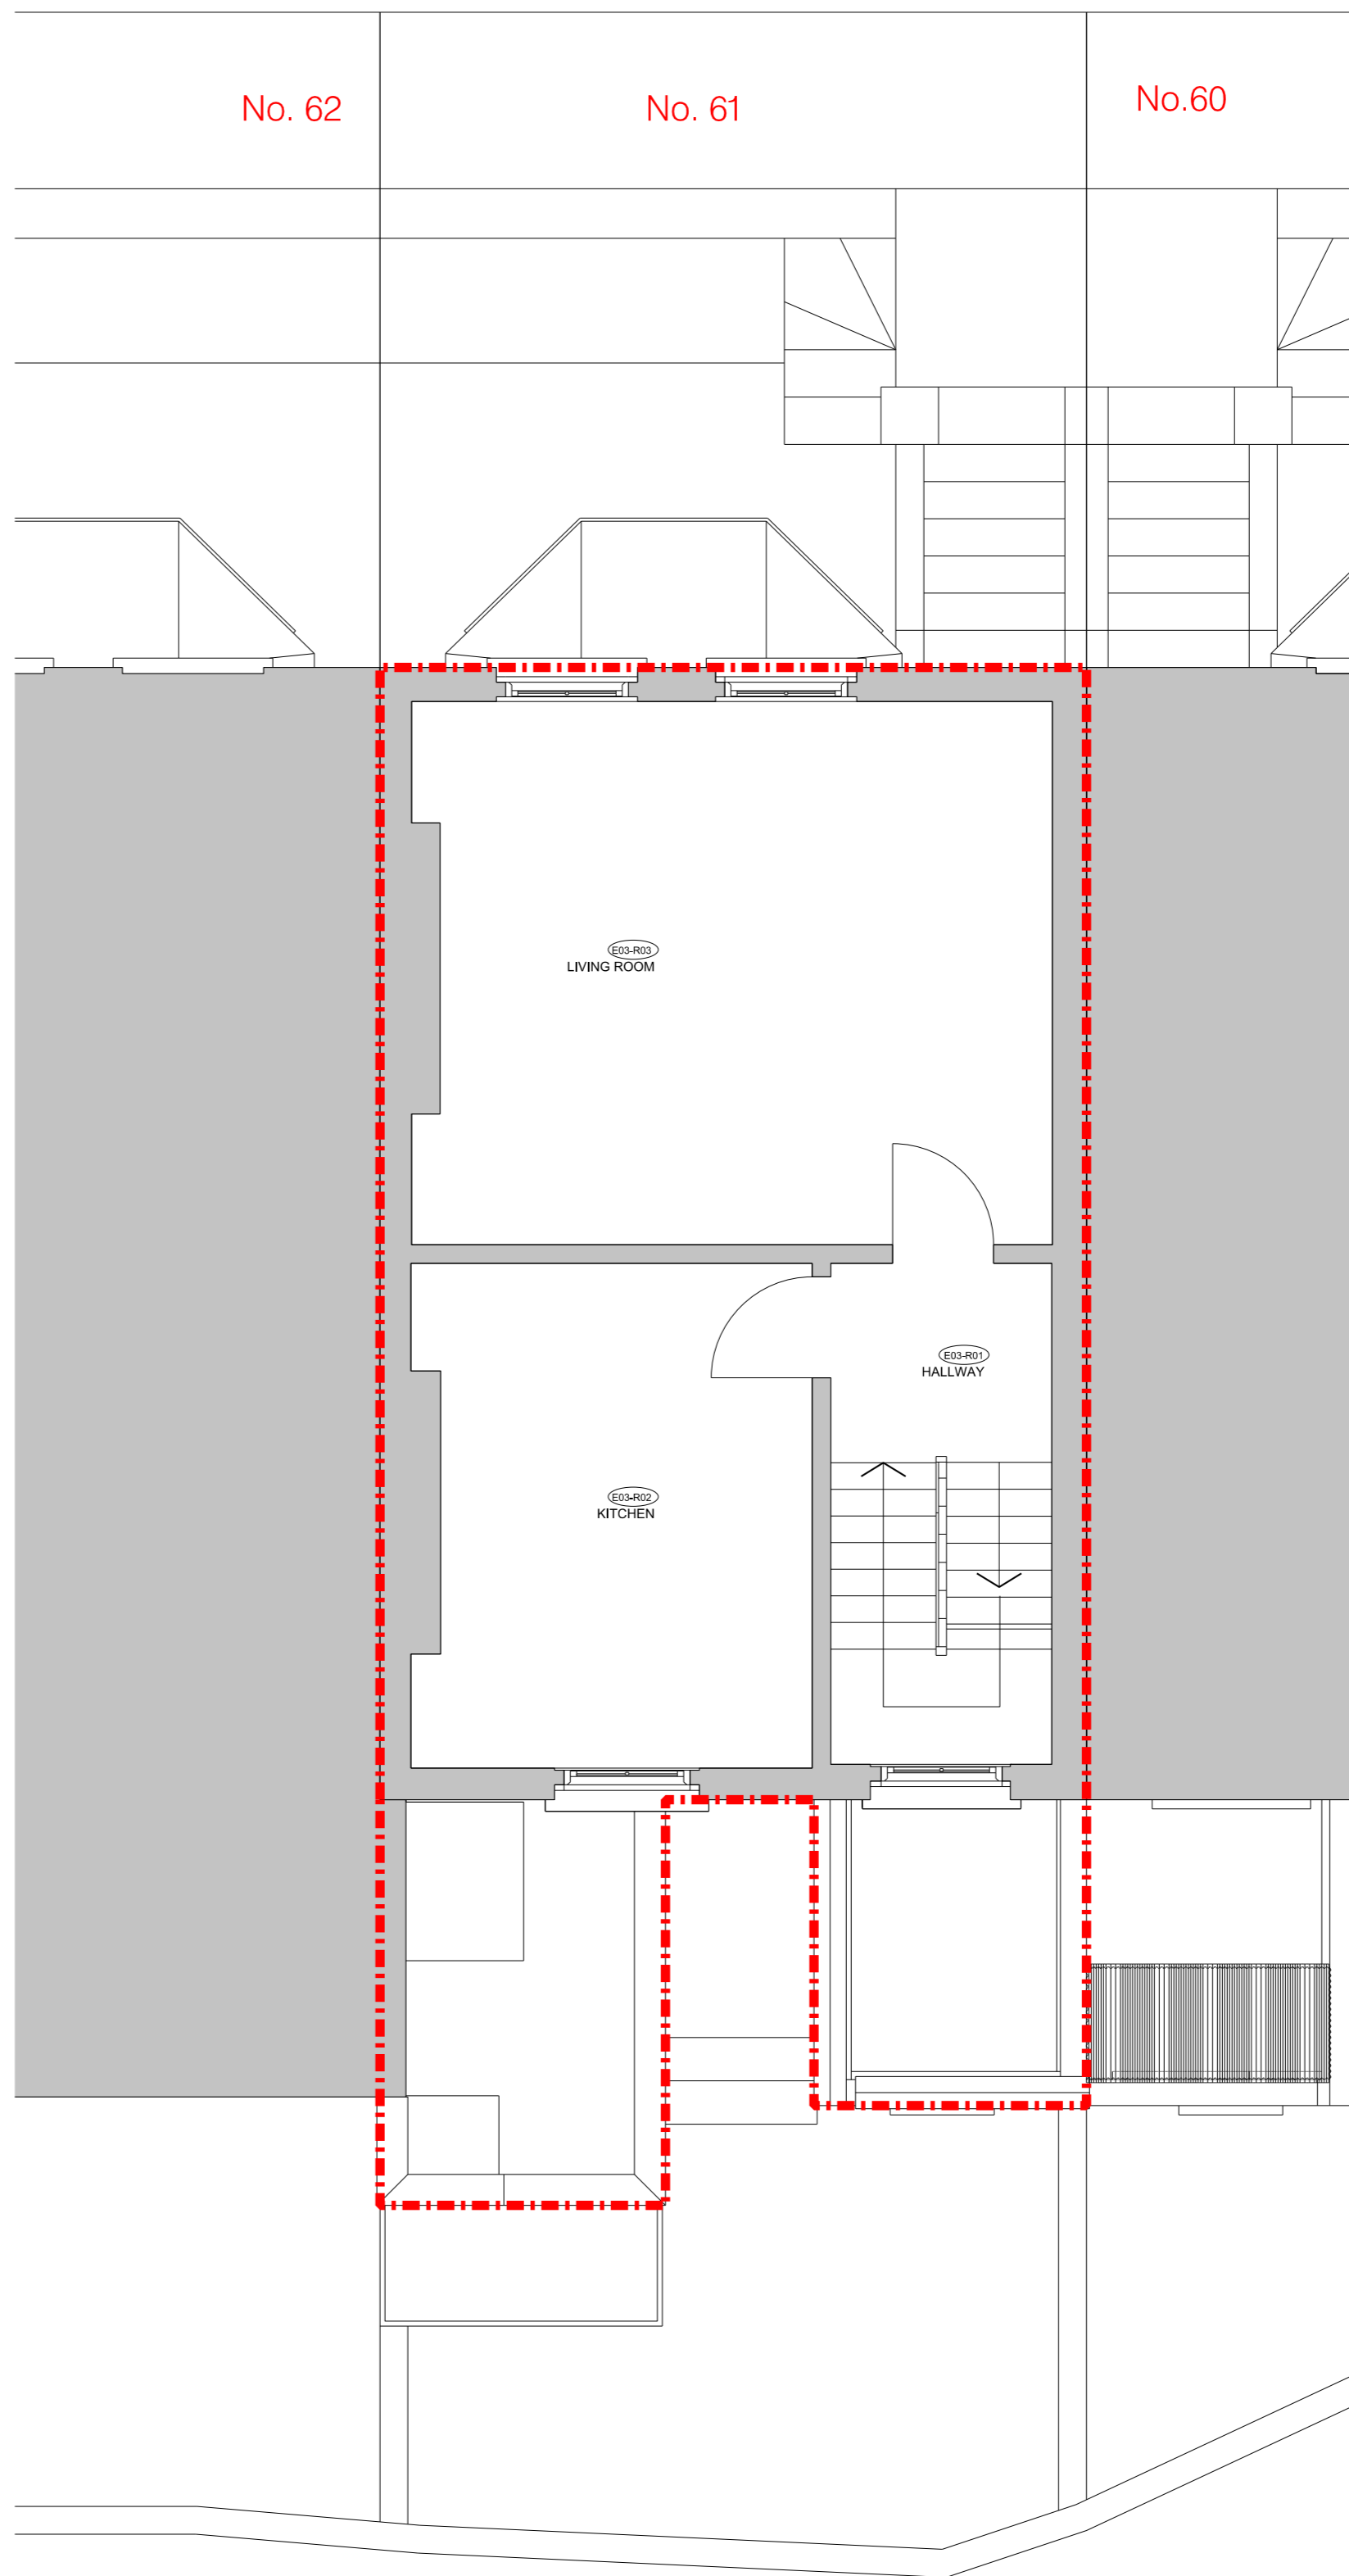 No. 62
No. 61
No.60
E03-R03
LIVING ROOM
E03-R01
HALLWAY
E03-R02
KITCHEN